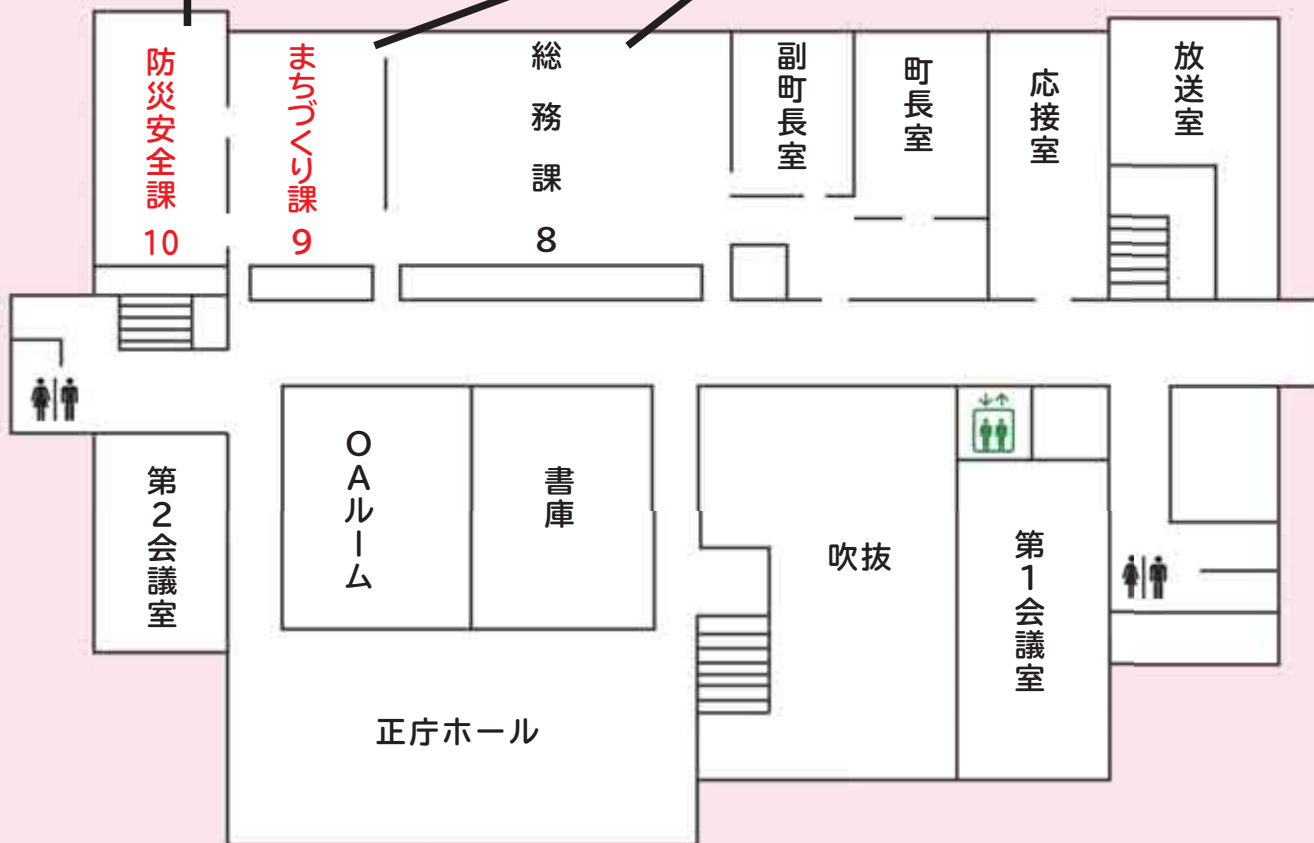 防災安全課
10
まちづくり課
9
総務課
8
副町長室
町長室
応接室
放送室
第2会議室
OAルーム
書庫
吹抜
第1会議室
正庁ホール